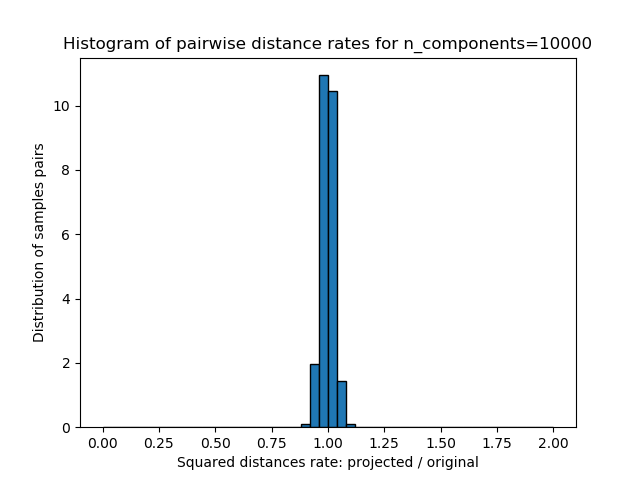 Histogram of pairwise distance rates for n_components=10000
10
8
6
4
2
0
Distribution of samples pairs
0.00 0.25 0.50 0.75 1.00 1.25 1.50 1.75 2.00
Squared distances rate: projected / original